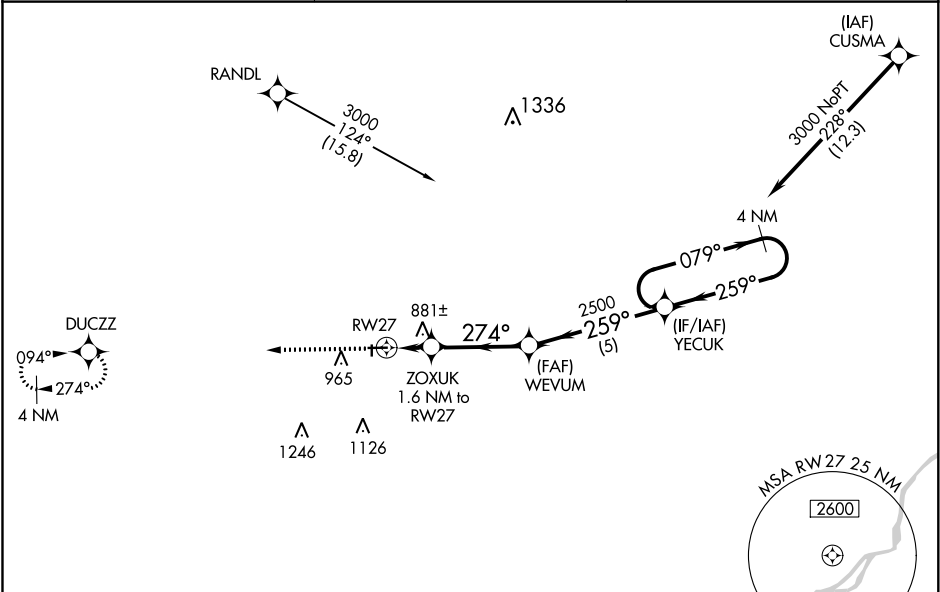 (IAF)
CUSMA
RANDL
3000
124°
(15.8)
1336
3000 NoPT
228°
(12.3)
4 NM
079°
259°
(IF/IAF)
YECUK
2500
259°
(5)
(FAF)
WEVUM
274°
881±
ZOXUK
1.6 NM to
RW27
RW27
965
1246
1126
DUCZZ
094°
274°
4 NM
MSA RW27 25 NM
2600